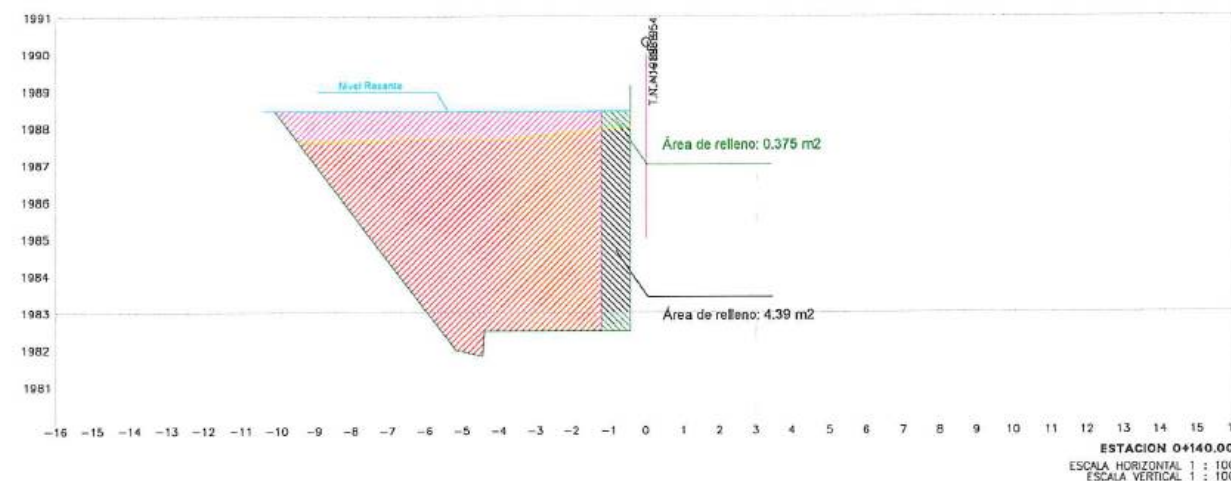 1991
1990
1989
1988
1987
1986
1985
1984
1983
1982
1981
Nivel Rasante
Área de relleno: 0.375 m2
Área de relleno: 4.39 m2
-16 -15 -14 -13 -12 -11 -10 -9 -8 -7 -6 -5 -4 -3 -2 -1 0 1 2 3 4 5 6 7 8 9 10 11 12 13 14 15
ESTACION 0+140.00
ESCALA HORIZONTAL 1 : 100
ESCALA VERTICAL 1 : 100